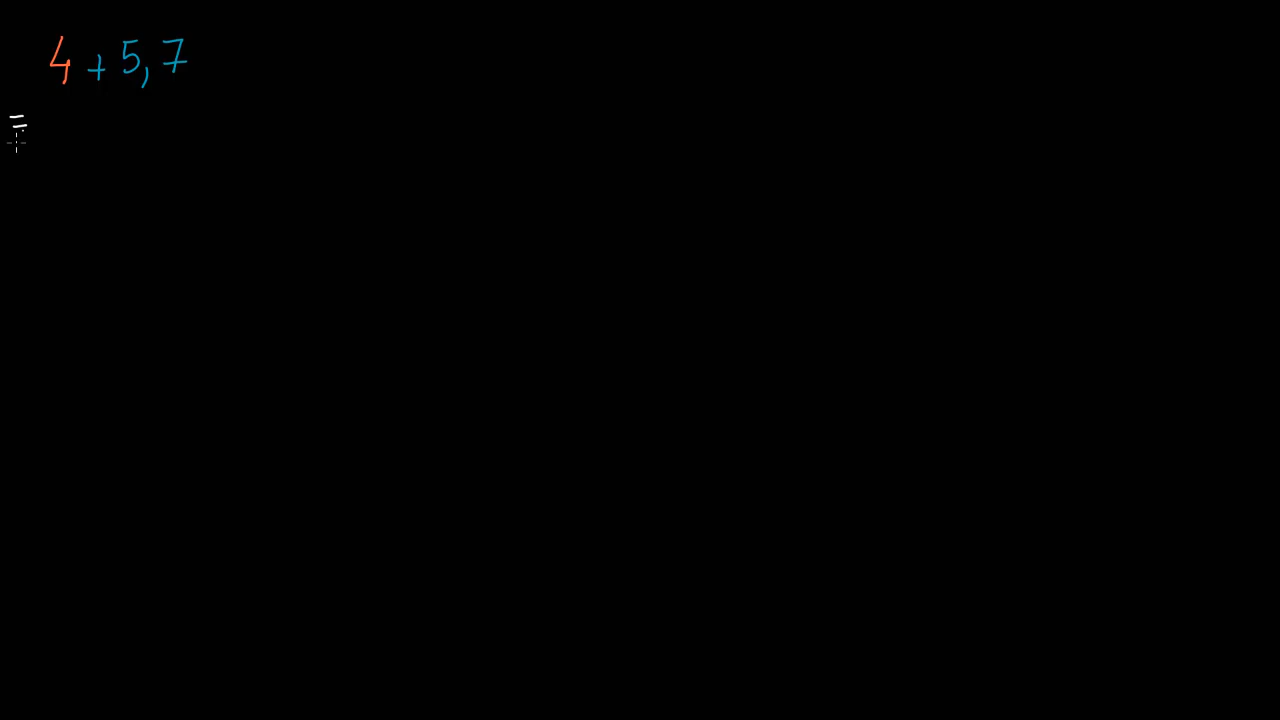 4 + 5,7
=